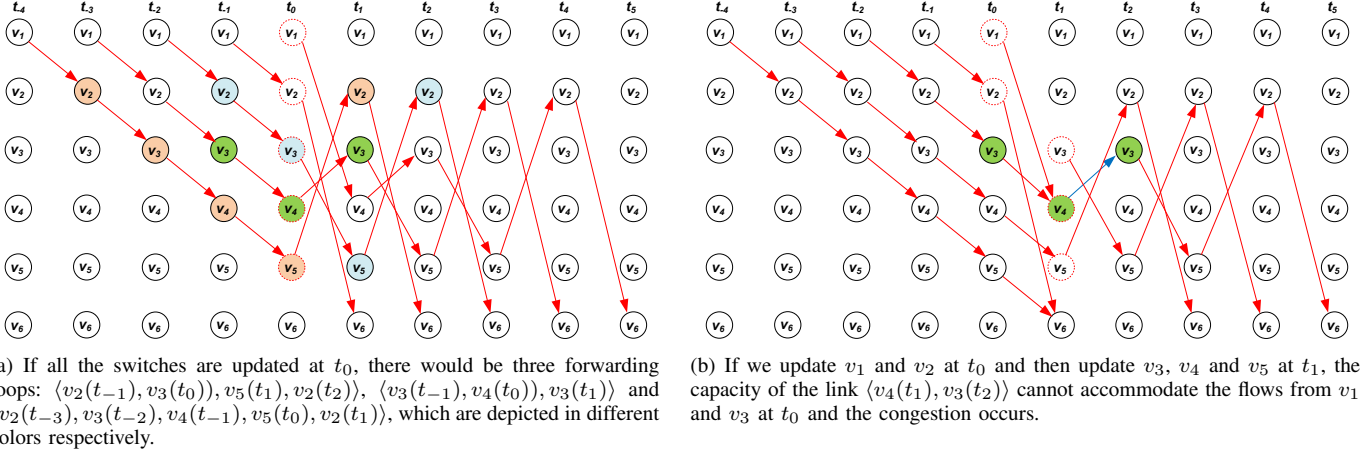 t-4 t-3 t-2 t-1 t0 t1 t2 t3 t4 t5
v1 v1 v1 v1 v1 v1 v1 v1 v1 v1
v2 v2 v2 v2 v2 v2 v2 v2 v2 v2
v3 v3 v3 v3 v3 v3 v3 v3 v3 v3
v4 v4 v4 v4 v4 v4 v4 v4 v4 v4
v5 v5 v5 v5 v5 v5 v5 v5 v5 v5
v6 v6 v6 v6 v6 v6 v6 v6 v6 v6
a) If all the switches are updated at t0, there would be three forwarding
oops: ⟨v2(t−1), v3(t0)), v5(t1), v2(t2)⟩, ⟨v3(t−1), v4(t0)), v3(t1)⟩ and
v2(t−3), v3(t−2), v4(t−1), v5(t0), v2(t1)⟩, which are depicted in different
olors respectively.
t-4 t-3 t-2 t-1 t0 t1 t2 t3 t4 t5
v1 v1 v1 v1 v1 v1 v1 v1 v1 v1
v2 v2 v2 v2 v2 v2 v2 v2 v2 v2
v3 v3 v3 v3 v3 v3 v3 v3 v3 v3
v4 v4 v4 v4 v4 v4 v4 v4 v4 v4
v5 v5 v5 v5 v5 v5 v5 v5 v5 v5
v6 v6 v6 v6 v6 v6 v6 v6 v6 v6
(b) If we update v1 and v2 at t0 and then update v3, v4 and v5 at t1, the
capacity of the link ⟨v4(t1), v3(t2)⟩ cannot accommodate the flows from v1
and v3 at t0 and the congestion occurs.